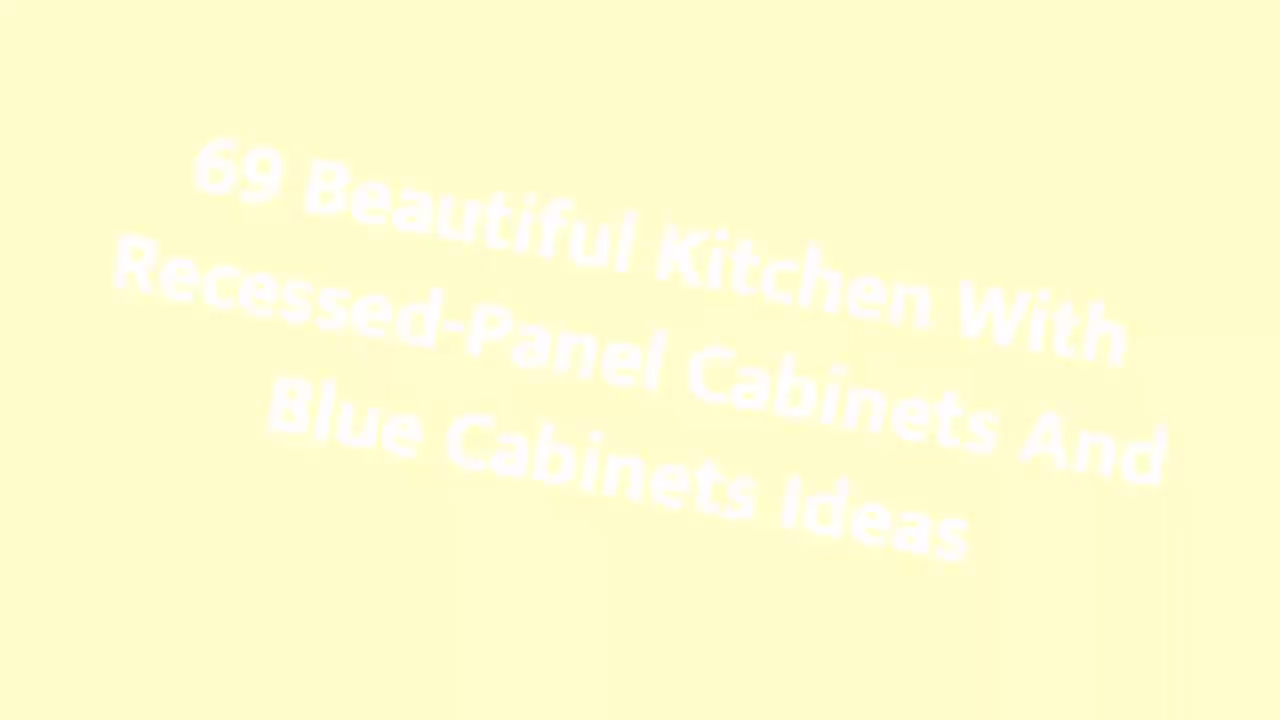 69 Beautiful Kitchen With
Recessed-Panel Cabinets And
Blue Cabinets Ideas